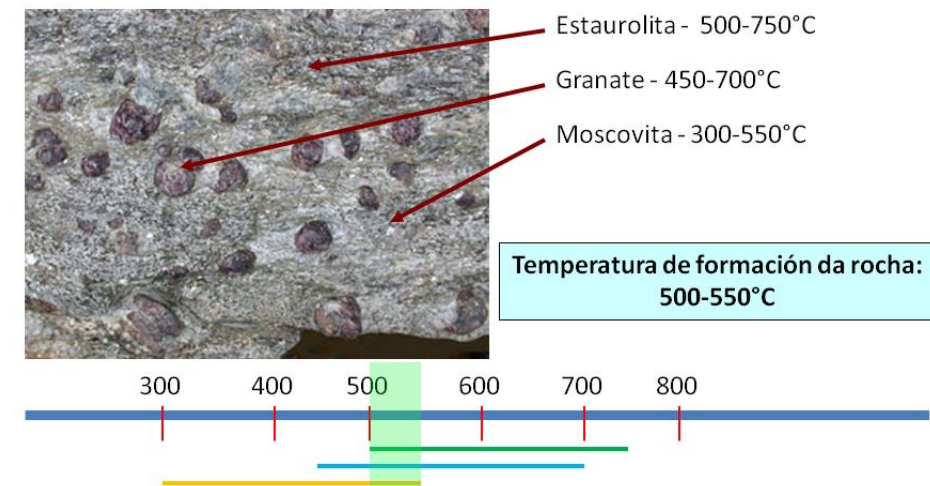 Estaurolita - 500-750°C
Granate - 450-700°C
Moscovita - 300-550°C
Temperatura de formación da rocha:
500-550°C
300 400 500 600 700 800